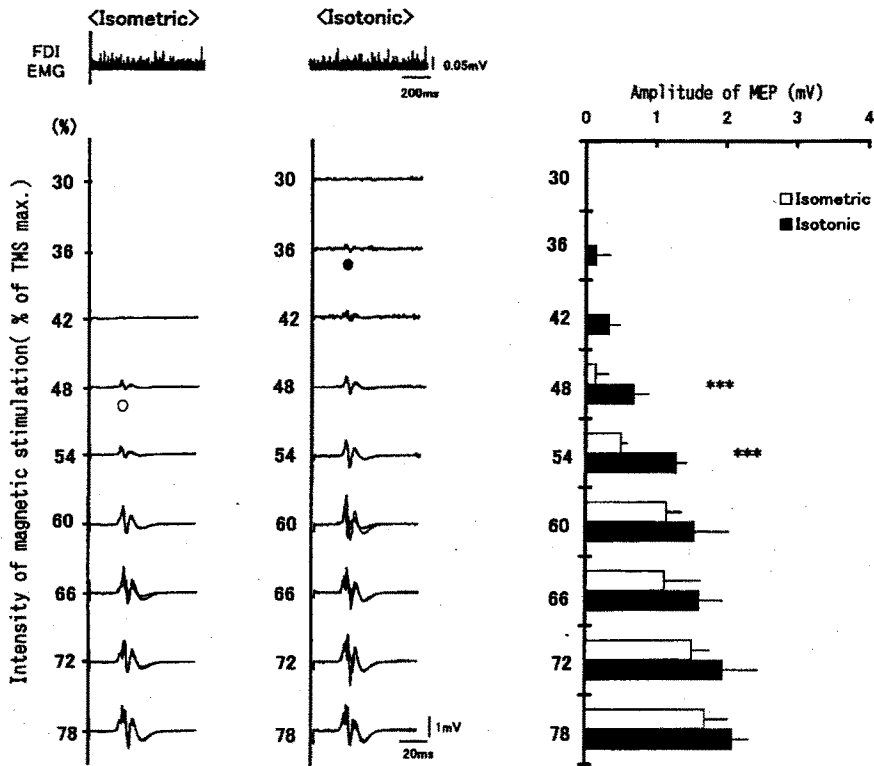 <Isometric>
<Isotonic>
FDI
EMG
0.05mV
200ms
Intensity of magnetic stimulation( % of TMS max.)
(%)
30
36
42
48
54
60
66
72
78
30
36
42
48
54
60
66
72
78
1mV
20ms
Amplitude of MEP (mV)
0 1 2 3 4
Isometric
Isotonic
30
36
42
48
***
54
***
60
66
72
78